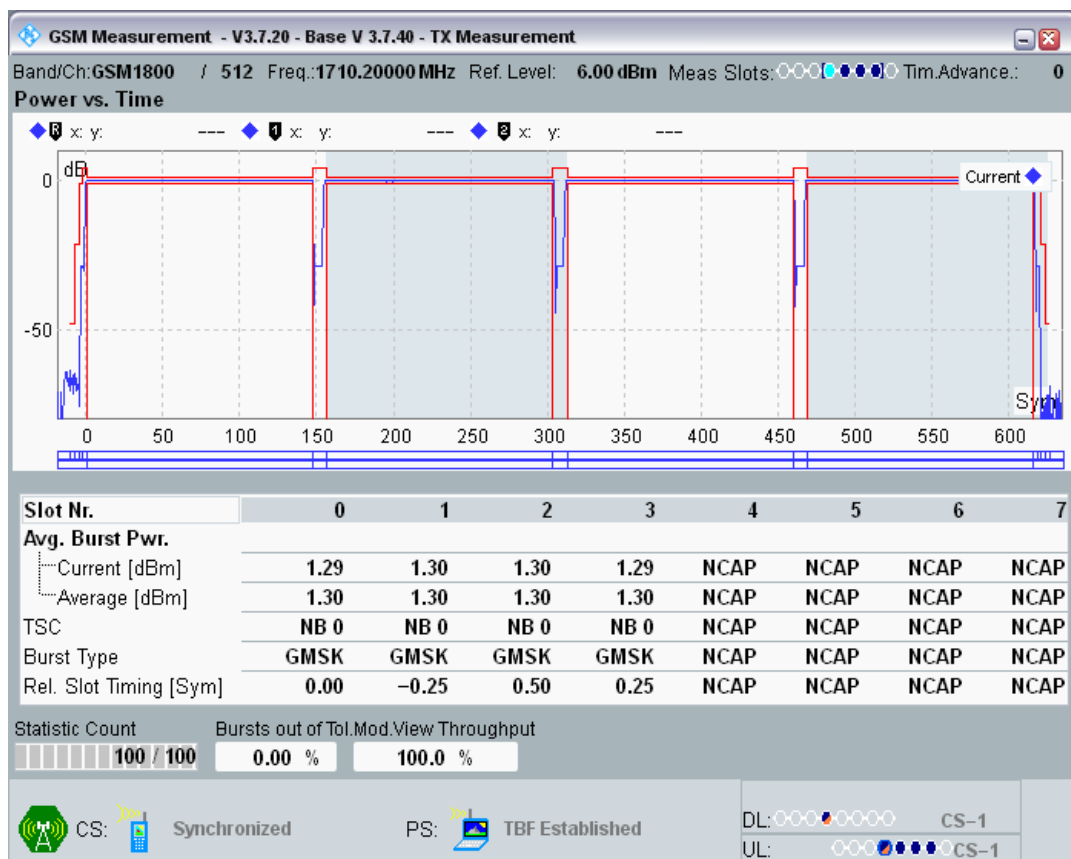 GSM Measurement - V3.7.20 - Base V 3.7.40 - TX Measurement
Band/Ch:GSM1800 / 512 Freq.:1710.20000 MHz Ref. Level: 6.00 dBm Meas Slots: Tim.Advance.: 0
Power vs. Time
R x: y: --- 1 x: y: --- 2 x: y: ---
dB
Current
0
-50
Sym
0 50 100 150 200 250 300 350 400 450 500 550 600
Slot Nr. 0 1 2 3 4 5 6 7
Avg. Burst Pwr.
Current [dBm] 1.29 1.30 1.30 1.29 NCAP NCAP NCAP NCAP
Average [dBm] 1.30 1.30 1.30 1.30 NCAP NCAP NCAP NCAP
TSC NB 0 NB 0 NB 0 NB 0 NCAP NCAP NCAP NCAP
Burst Type GMSK GMSK GMSK GMSK NCAP NCAP NCAP NCAP
Rel. Slot Timing [Sym] 0.00 −0.25 0.50 0.25 NCAP NCAP NCAP NCAP
Statistic Count Bursts out of Tol. Mod.View Throughput
100 / 100 0.00 % 100.0 %
DL: CS−1
CS: Synchronized PS: TBF Established
UL: CS−1